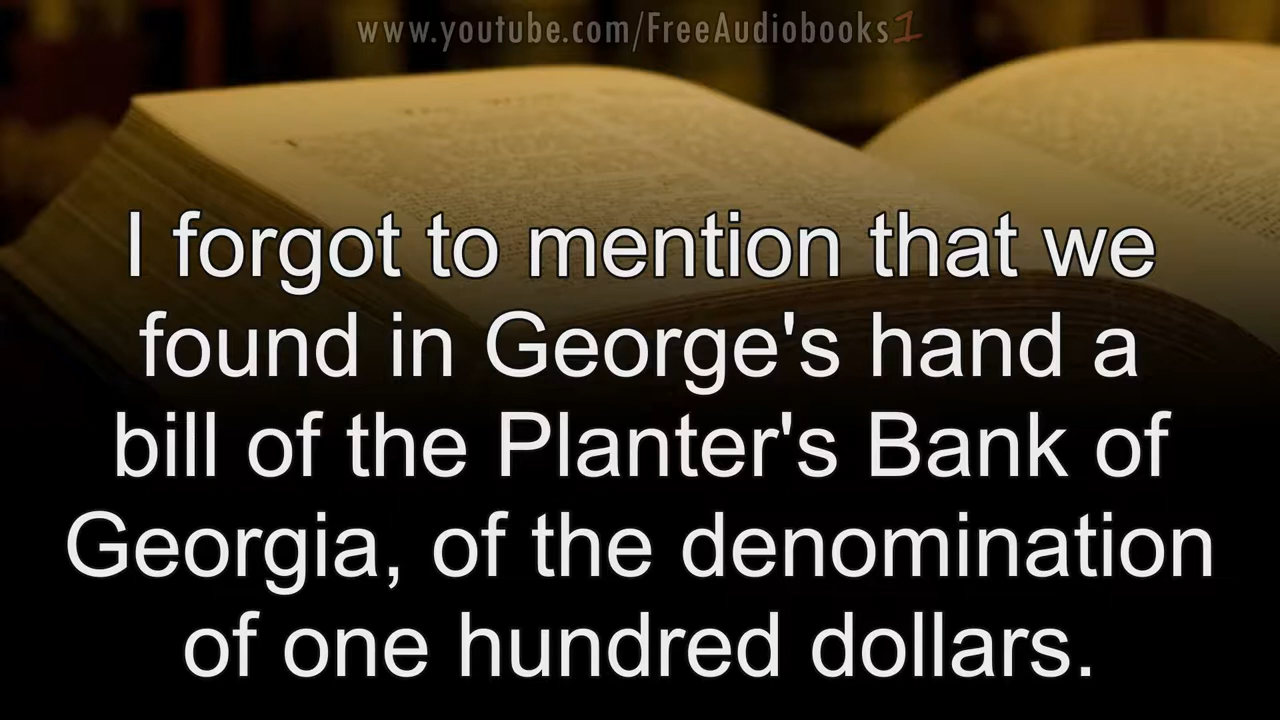 www.youtube.com/FreeAudiobooks1
I forgot to mention that we
found in George's hand a
bill of the Planter's Bank of
Georgia, of the denomination
of one hundred dollars.